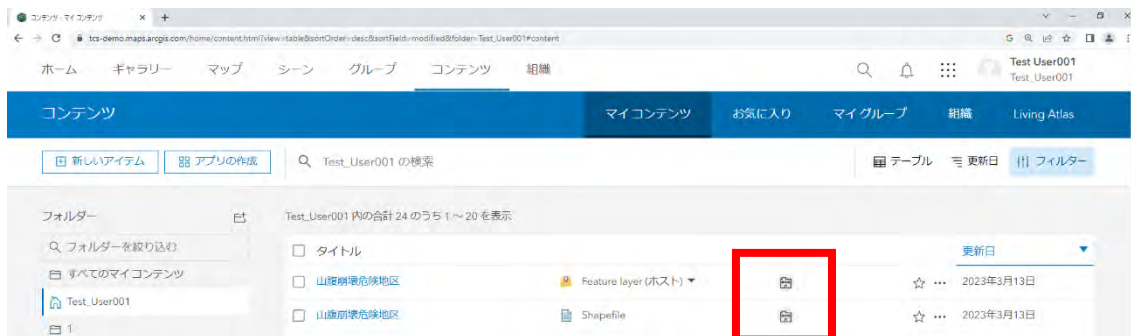 コンテンツ - マイ コンテンツ
tcs-demo.maps.arcgis.com/home/content.html?view=table&sortOrder=desc&sortField=modified&folder=Test_User001#content
ホーム ギャラリー マップ シーン グループ コンテンツ 組織
Test User001
Test_User001
コンテンツ
マイ コンテンツ お気に入り マイ グループ 組織 Living Atlas
新しいアイテム アプリの作成 Test_User001 の検索 テーブル 更新日 フィルター
フォルダー Test_User001 内の合計 24 のうち 1 ～ 20 を表示
フォルダーを絞り込む タイトル 更新日
すべてのマイ コンテンツ 山腹崩壊危険地区 Feature layer (ホスト) 2023年3月13日
Test_User001 山腹崩壊危険地区 Shapefile 2023年3月13日
1